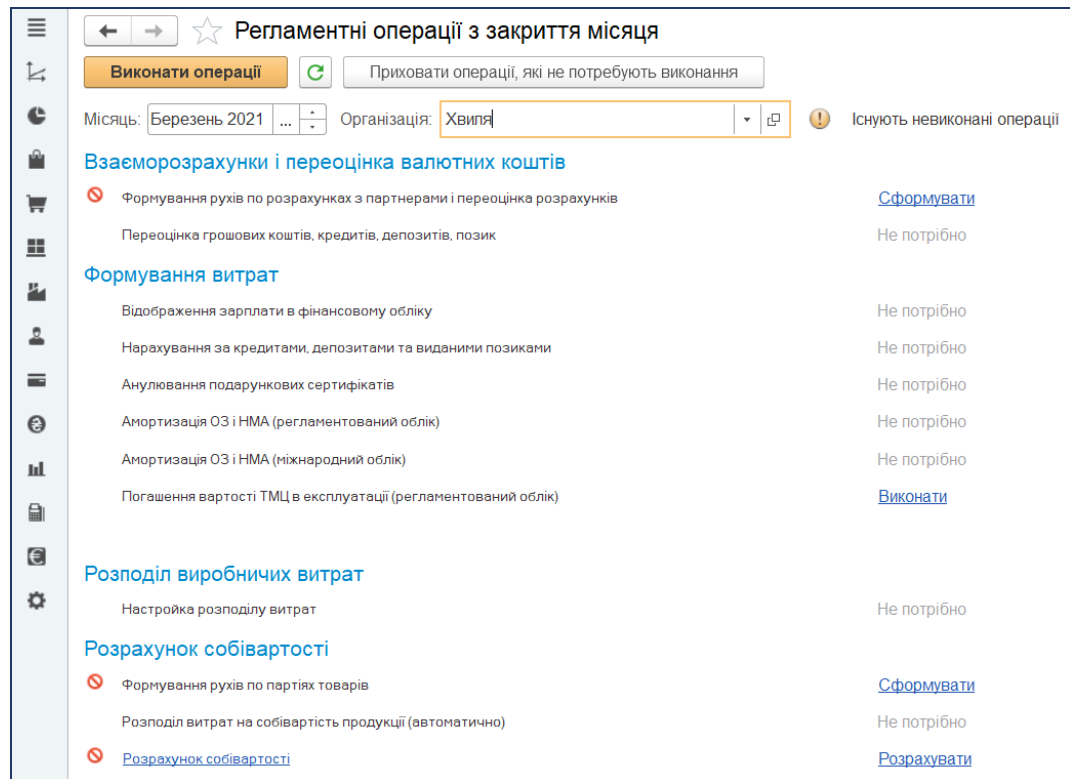 Регламентні операції з закриття місяця
Виконати операції
Приховати операції, які не потребують виконання
Місяць: Березень 2021 ... Організація: Хвиля Існують невиконані операції
Взаєморозрахунки і переоцінка валютних коштів
Формування рухів по розрахунках з партнерами і переоцінка розрахунків Сформувати
Переоцінка грошових коштів, кредитів, депозитів, позик Не потрібно
Формування витрат
Відображення зарплати в фінансовому обліку Не потрібно
Нарахування за кредитами, депозитами та виданими позиками Не потрібно
Анулювання подарункових сертифікатів Не потрібно
Амортизація ОЗ і НМА (регламентований облік) Не потрібно
Амортизація ОЗ і НМА (міжнародний облік) Не потрібно
Погашення вартості ТМЦ в експлуатації (регламентований облік) Виконати
Розподіл виробничих витрат
Настройка розподілу витрат Не потрібно
Розрахунок собівартості
Формування рухів по партіях товарів Сформувати
Розподіл витрат на собівартість продукції (автоматично) Не потрібно
Розрахунок собівартості Розрахувати